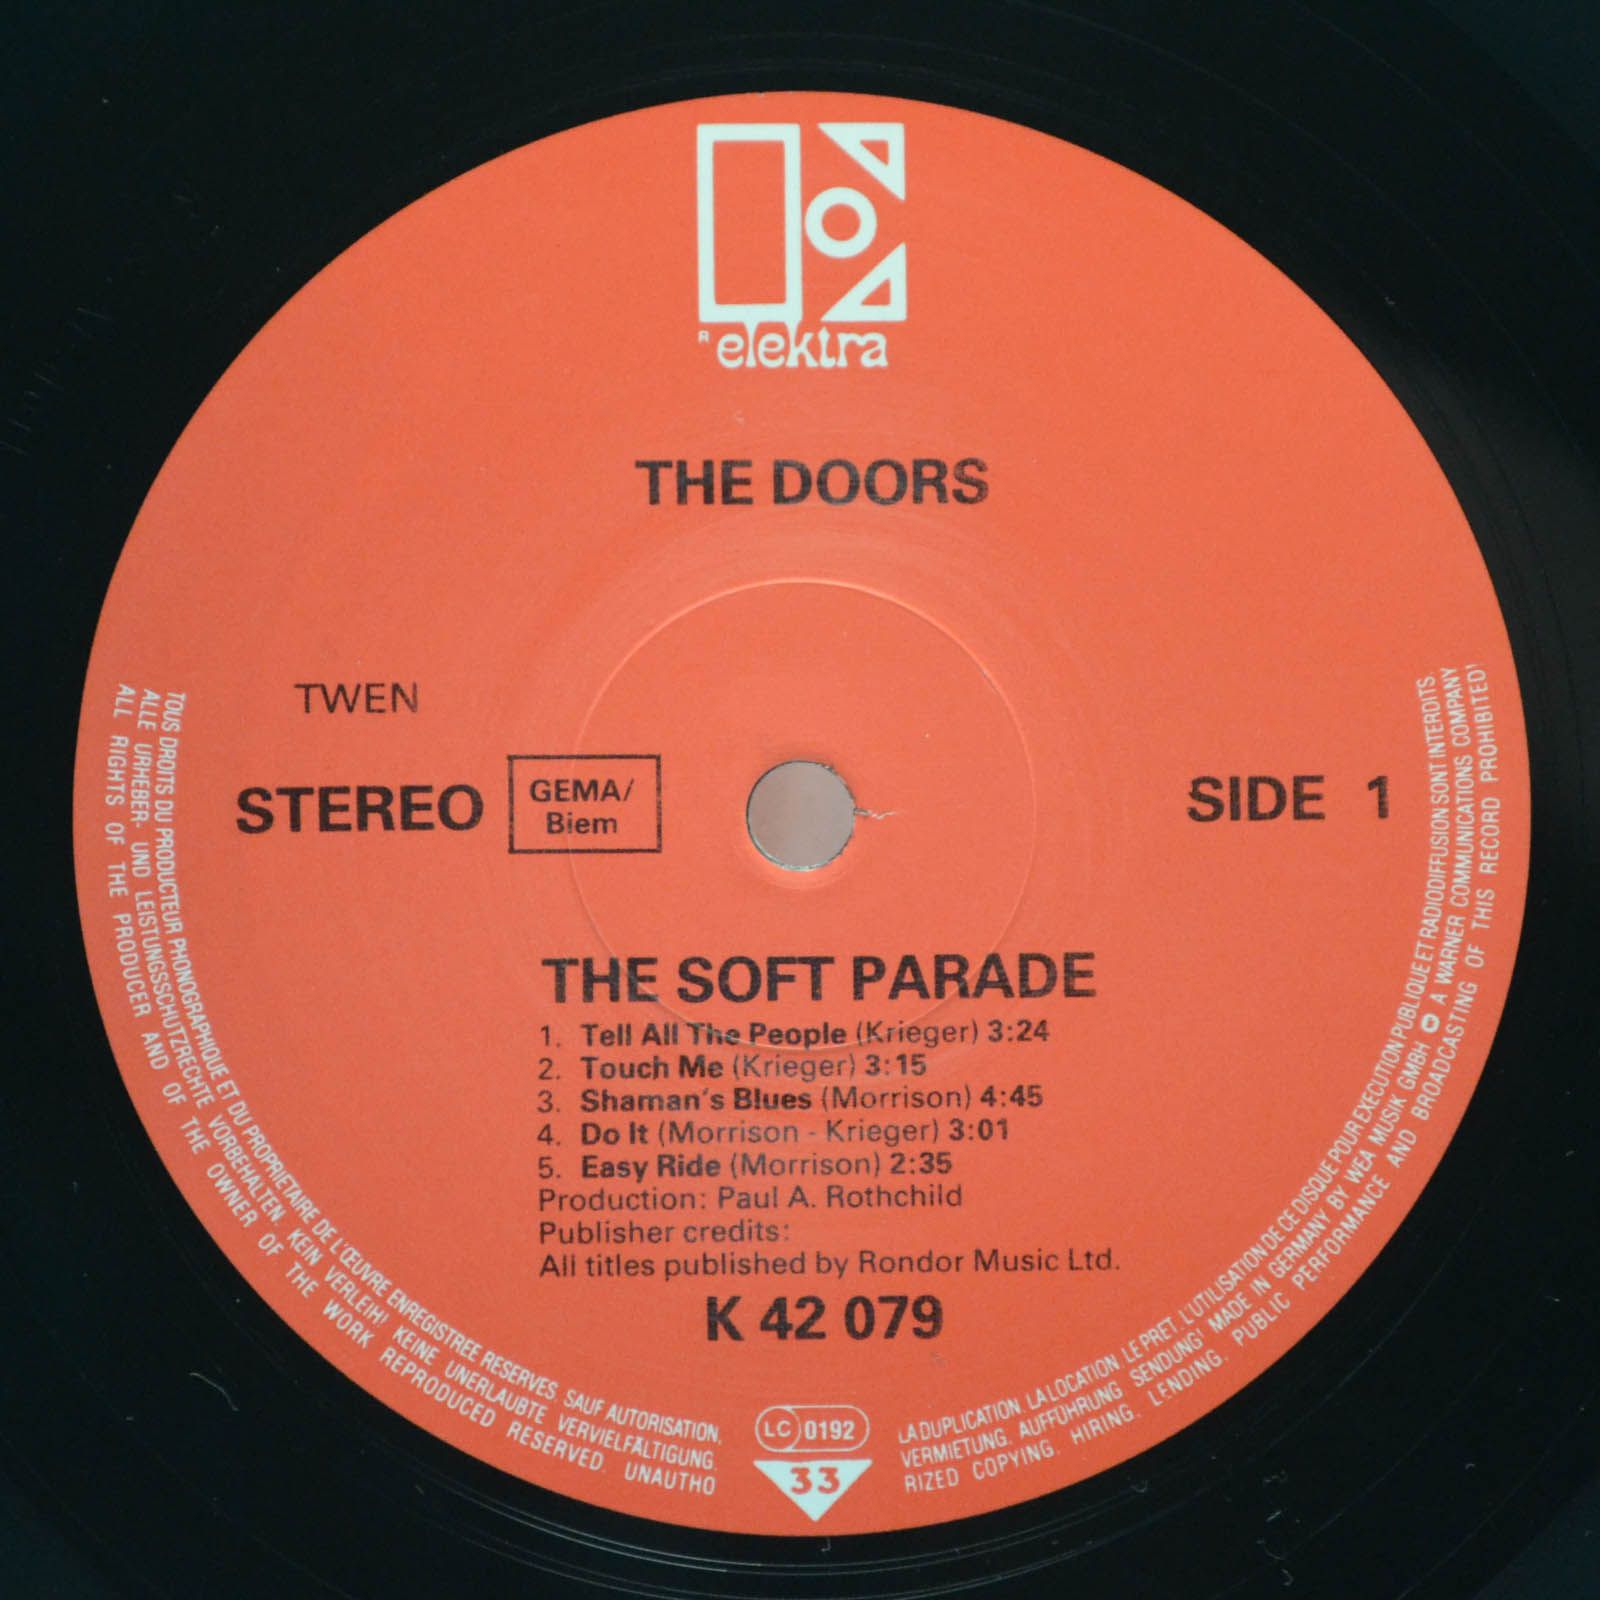 R elektra
THE DOORS
TWEN
STEREO
GEMA/
Biem
SIDE 1
THE SOFT PARADE
1. Tell All The People (Krieger) 3:24
2. Touch Me (Krieger) 3:15
3. Shaman's Blues (Morrison) 4:45
4. Do It (Morrison - Krieger) 3:01
5. Easy Ride (Morrison) 2:35
Production: Paul A. Rothchild
Publisher credits:
All titles published by Rondor Music Ltd.
K 42 079
LC 0192
33
TOUS DROITS DU PRODUCTEUR PHONOGRAPHIQUE ET DU PROPRIETAIRE DE L'ŒUVRE ENREGISTREE RESERVES. SAUF AUTORISATION, LA DUPLICATION, LA LOCATION, LE PRET, L'UTILISATION DE CE DISQUE POUR EXECUTION PUBLIQUE ET RADIODIFFUSION SONT INTERDITS.
ALLE URHEBER- UND LEISTUNGSSCHUTZRECHTE VORBEHALTEN. KEIN VERLEIH! KEINE UNERLAUBTE VERVIELFÄLTIGUNG. VERMIETUNG. AUFFÜHRUNG. SENDUNG! MADE IN GERMANY BY WEA MUSIK GMBH A WARNER COMMUNICATIONS COMPANY
ALL RIGHTS OF THE PRODUCER AND OF THE OWNER OF THE WORK REPRODUCED RESERVED. UNAUTHORIZED COPYING. HIRING. LENDING. PUBLIC PERFORMANCE AND BROADCASTING OF THIS RECORD PROHIBITED!